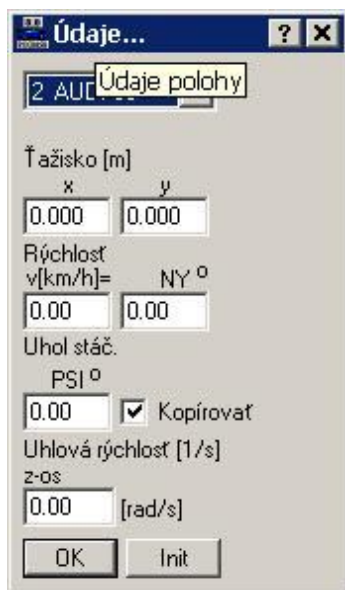 Údaje...
Údaje polohy
2 AUD
Ťažisko [m]
x y
0.000 0.000
Rýchlosť
v[km/h]= NY º
0.00 0.00
Uhol stáč.
PSI º
0.00 Kopírovať
Uhlová rýchlosť [1/s]
z-os
0.00 [rad/s]
OK Init